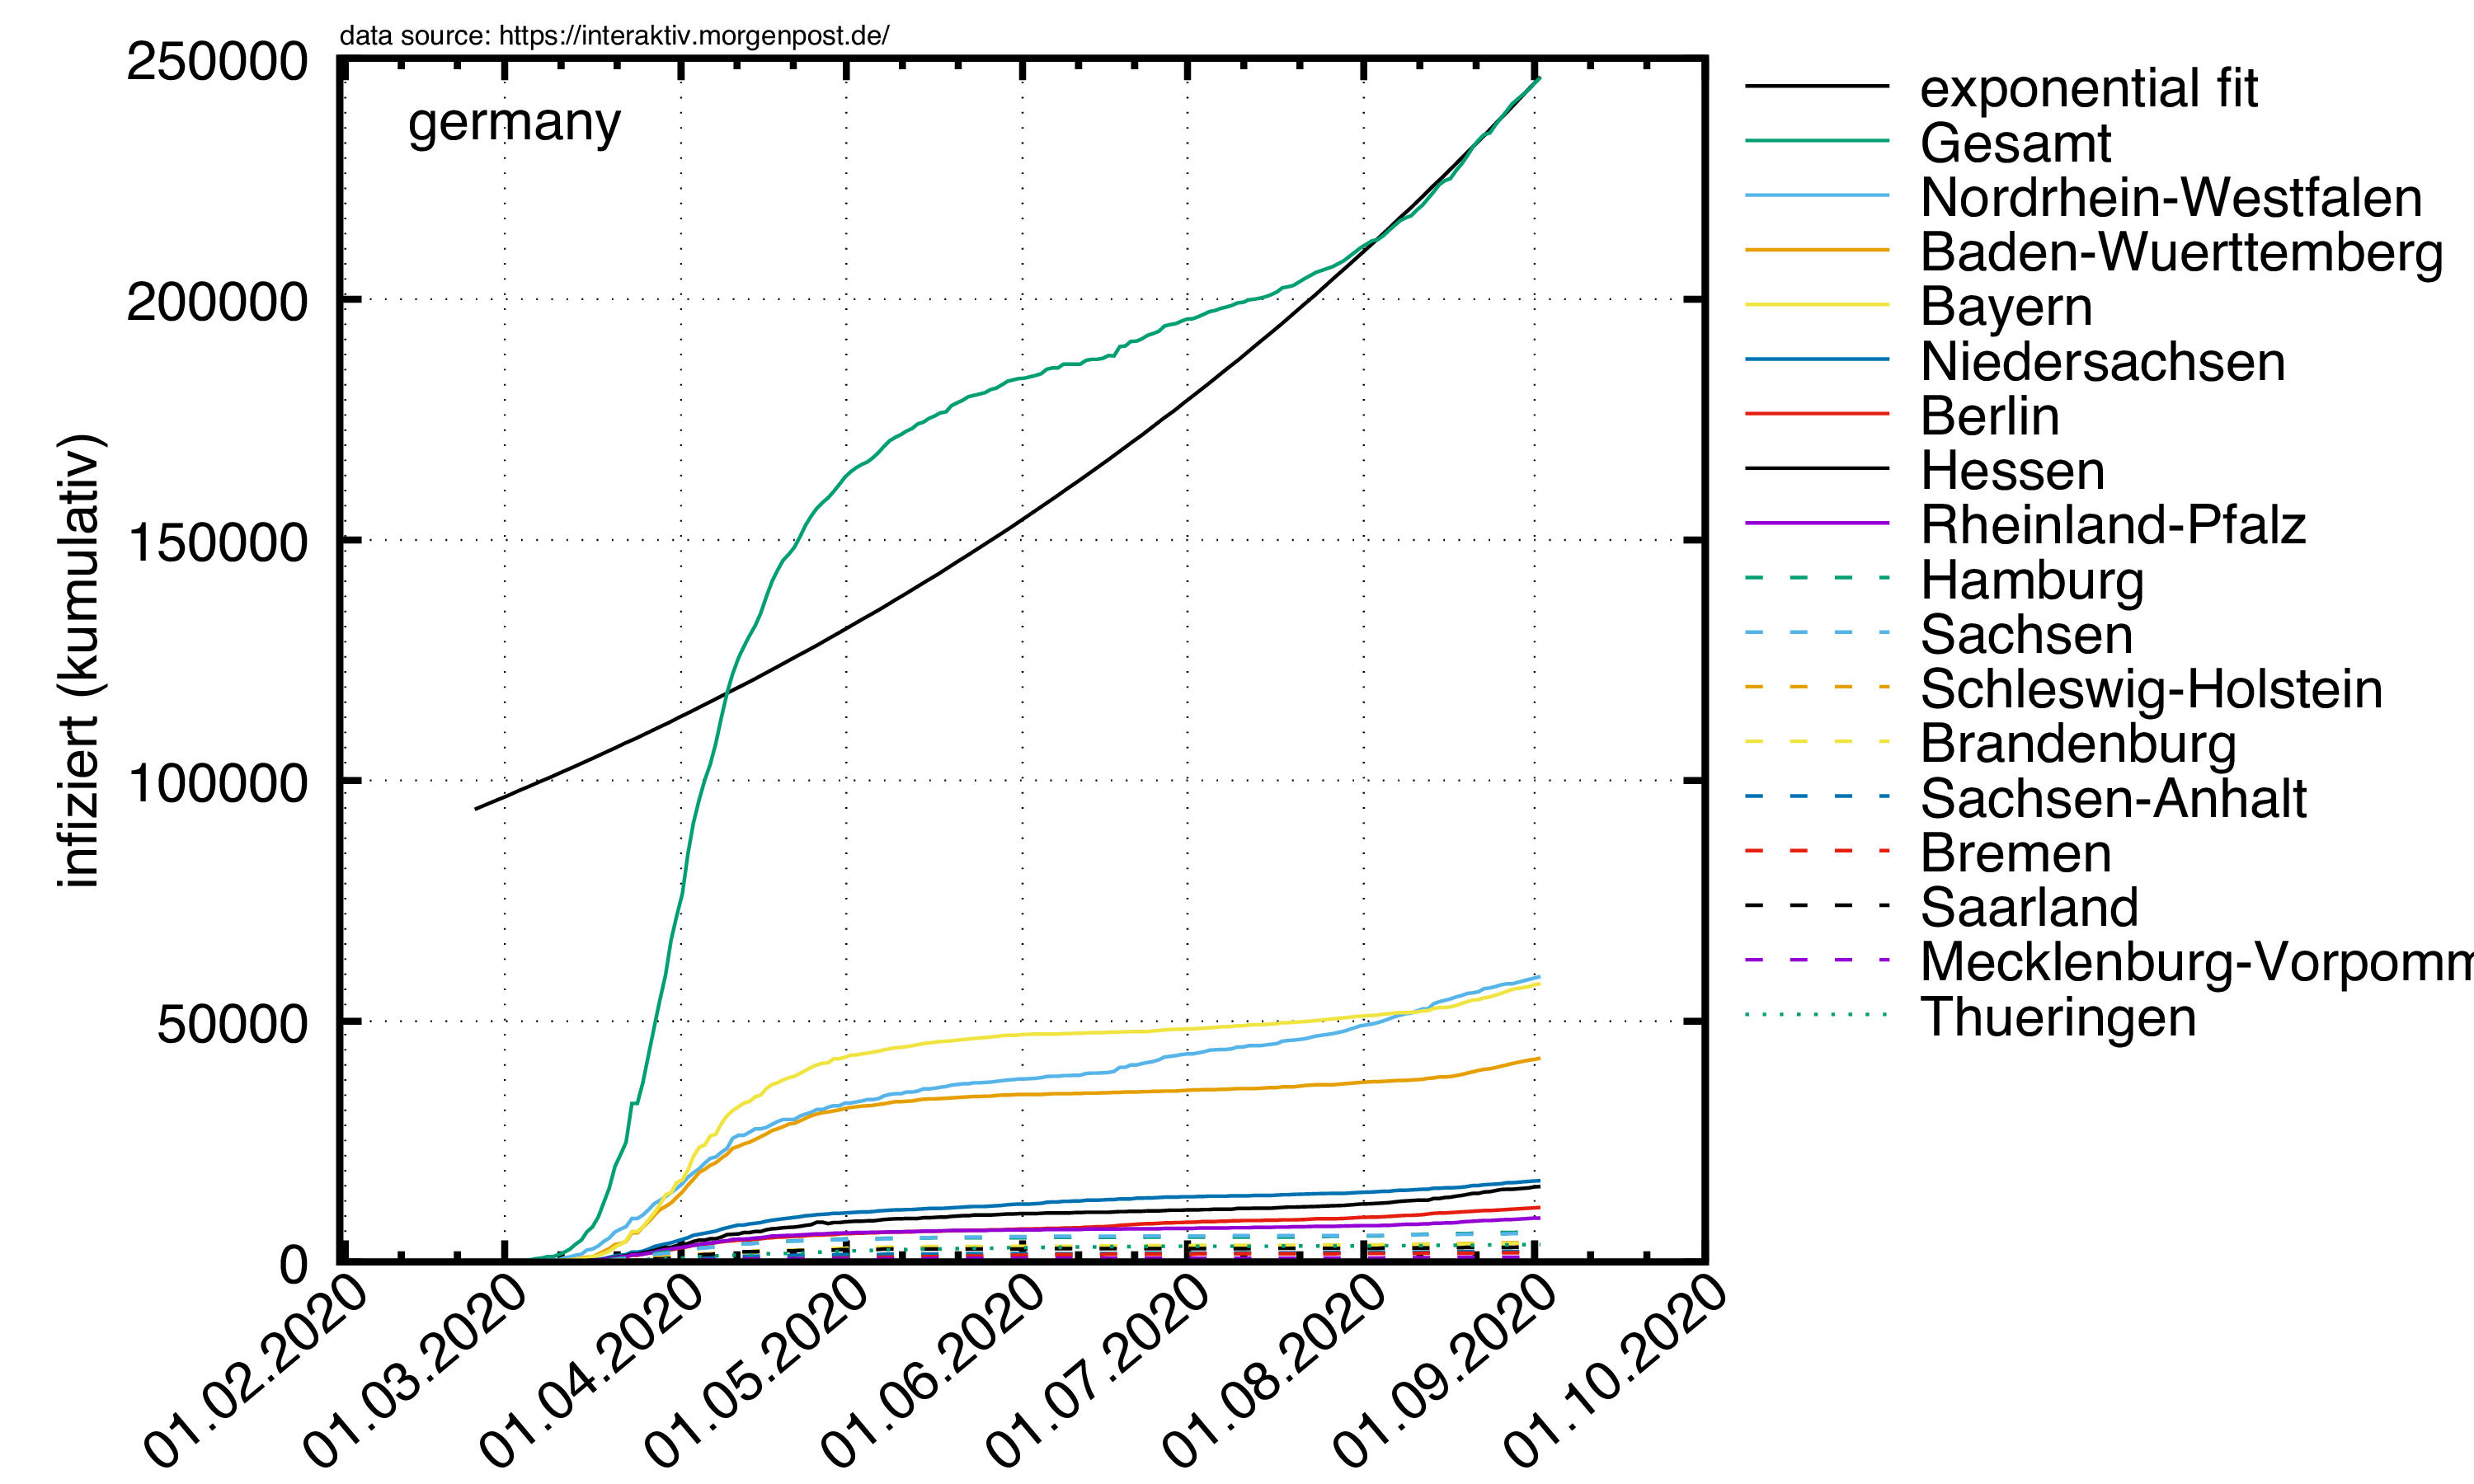 data source: https://interaktiv.morgenpost.de/
germany
infiziert (kumulativ)
250000
200000
150000
100000
50000
0
01.02.2020
01.03.2020
01.04.2020
01.05.2020
01.06.2020
01.07.2020
01.08.2020
01.09.2020
01.10.2020
exponential fit
Gesamt
Nordrhein-Westfalen
Baden-Wuerttemberg
Bayern
Niedersachsen
Berlin
Hessen
Rheinland-Pfalz
Hamburg
Sachsen
Schleswig-Holstein
Brandenburg
Sachsen-Anhalt
Bremen
Saarland
Mecklenburg-Vorpomm
Thueringen